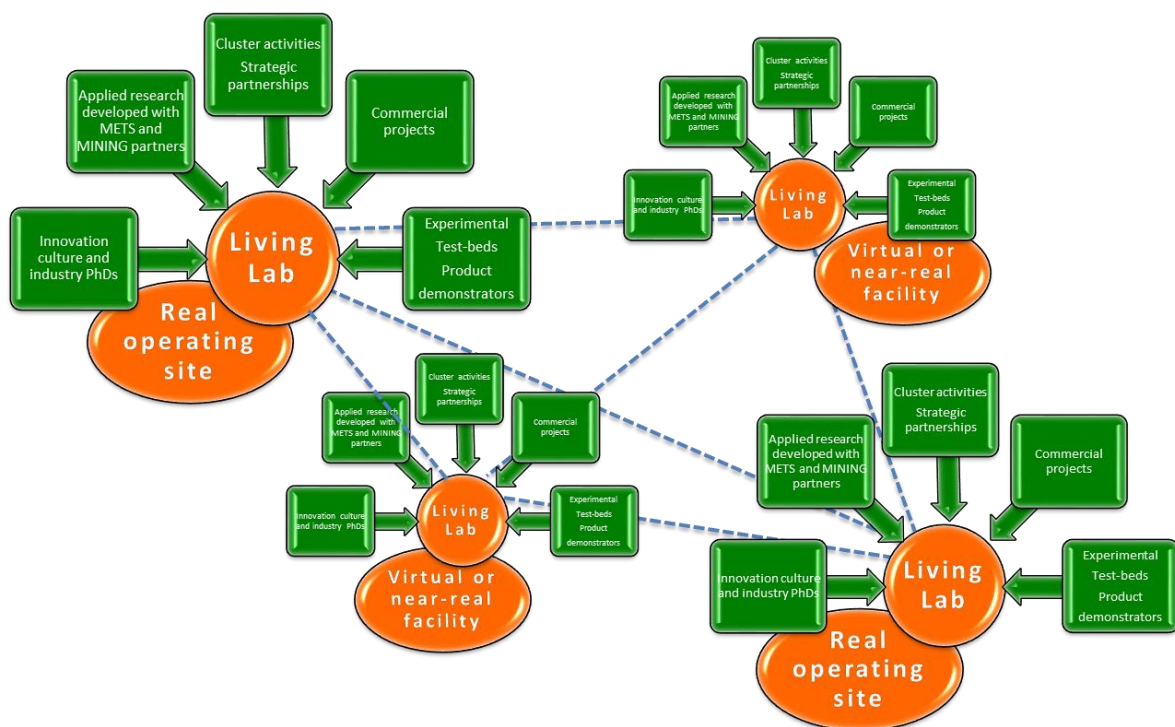 Cluster activities
Strategic
partnerships
Applied research
developed with
METS and
MINING partners
Commercial
projects
Innovation
culture and
industry PhDs
Living
Lab
Experimental
Test-beds
Product
demonstrators
Real
operating
site
Cluster activities
Strategic
partnerships
Applied research
developed with
METS and MINING
partners
Commercial
projects
Innovation culture
and industry PhDs
Living
Lab
Experimental
Test-beds
Product
demonstrators
Virtual or
near-real
facility
Cluster activities
Strategic
partnerships
Applied research
developed with
METS and MINING
partners
Commercial
projects
Innovation culture
and industry PhDs
Living
Lab
Experimental
Test-beds
Product
demonstrators
Virtual or
near-real
facility
Cluster activities
Strategic
partnerships
Applied research
developed with
METS and MINING
partners
Commercial
projects
Innovation culture
and industry PhDs
Living
Lab
Experimental
Test-beds
Product
demonstrators
Real
operating
site